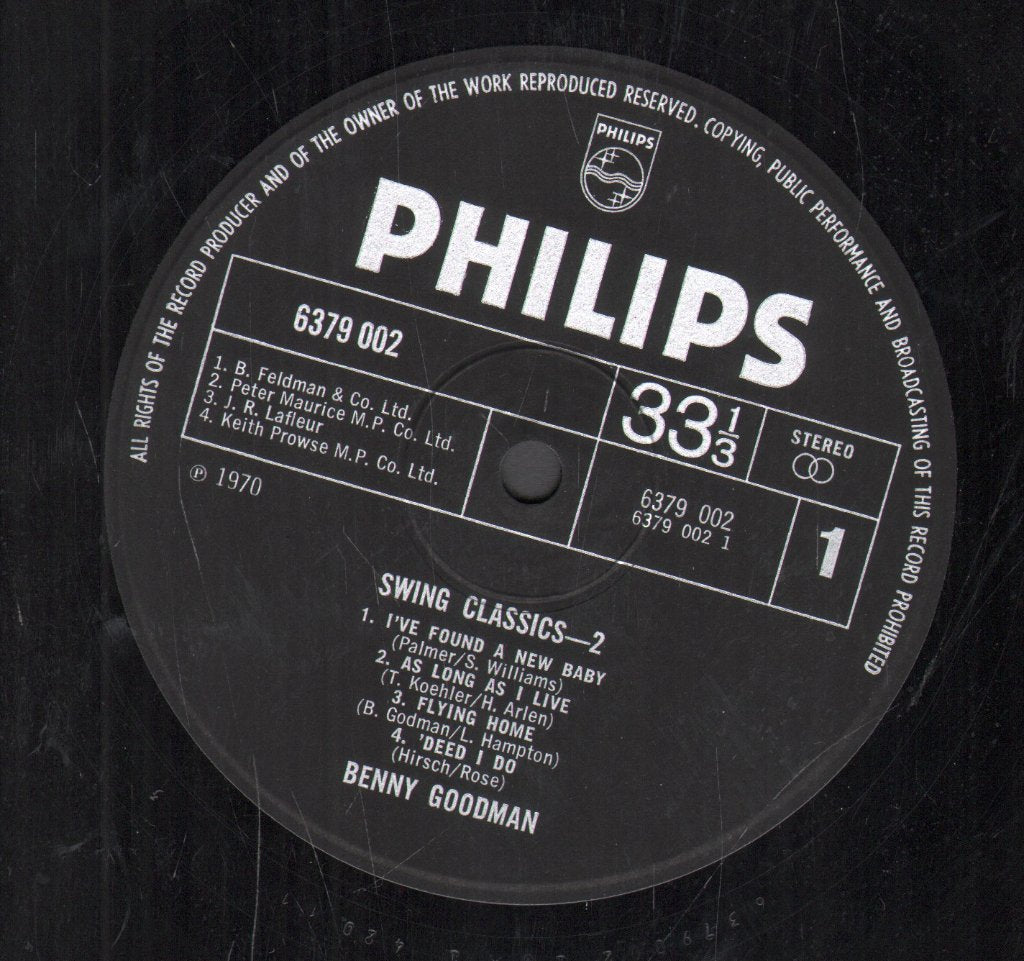 ALL RIGHTS OF THE RECORD PRODUCER AND OF THE OWNER OF THE WORK REPRODUCED RESERVED. COPYING, PUBLIC PERFORMANCE AND BROADCASTING OF THIS RECORD PROHIBITED
PHILIPS
PHILIPS
6379 002
33 1/3
STEREO
1. B. Feldman & Co. Ltd.
2. Peter Maurice M.P. Co. Ltd.
3. J. R. Lafleur
4. Keith Prowse M.P. Co. Ltd.
6379 002
6379 002 1
1
℗ 1970
SWING CLASSICS—2
1. I'VE FOUND A NEW BABY
(Palmer/S. Williams)
2. AS LONG AS I LIVE
(T. Koehler/H. Arlen)
3. FLYING HOME
(B. Godman/L. Hampton)
4. 'DEED I DO
(Hirsch/Rose)
BENNY GOODMAN